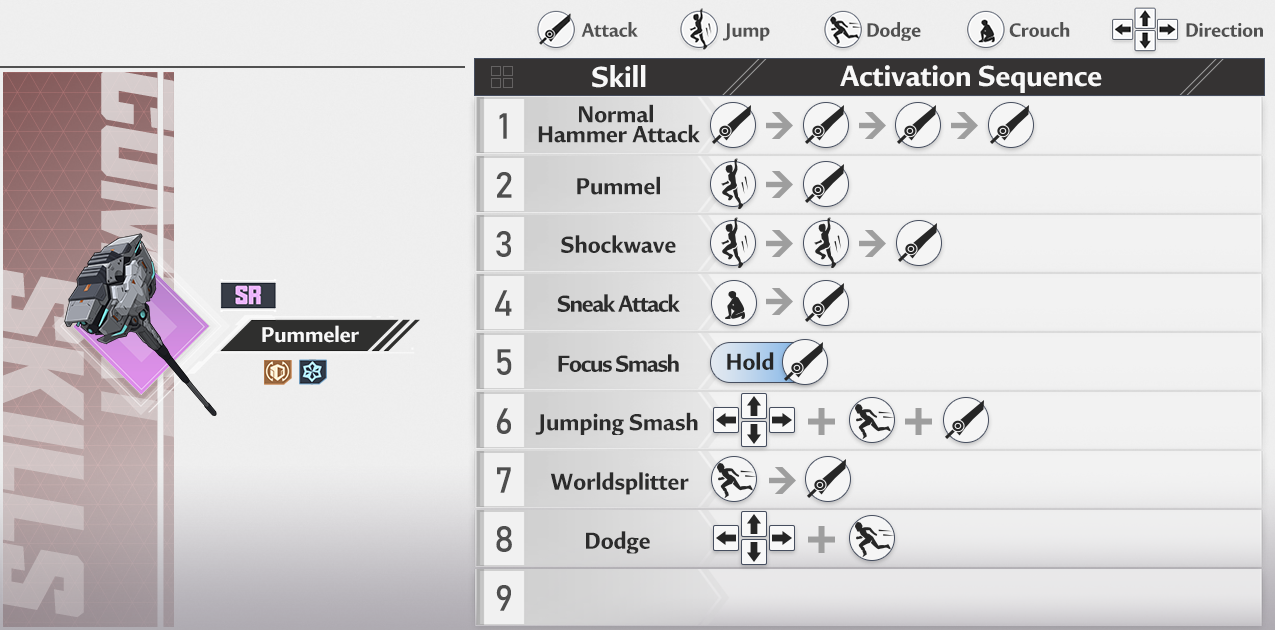 Attack
Jump
Dodge
Crouch
Direction
Skill
Activation Sequence
1
Normal
Hammer Attack
2
Pummel
3
Shockwave
4
Sneak Attack
5
Focus Smash
Hold
6
Jumping Smash
7
Worldsplitter
8
Dodge
9
SR
Pummeler
SKILLS